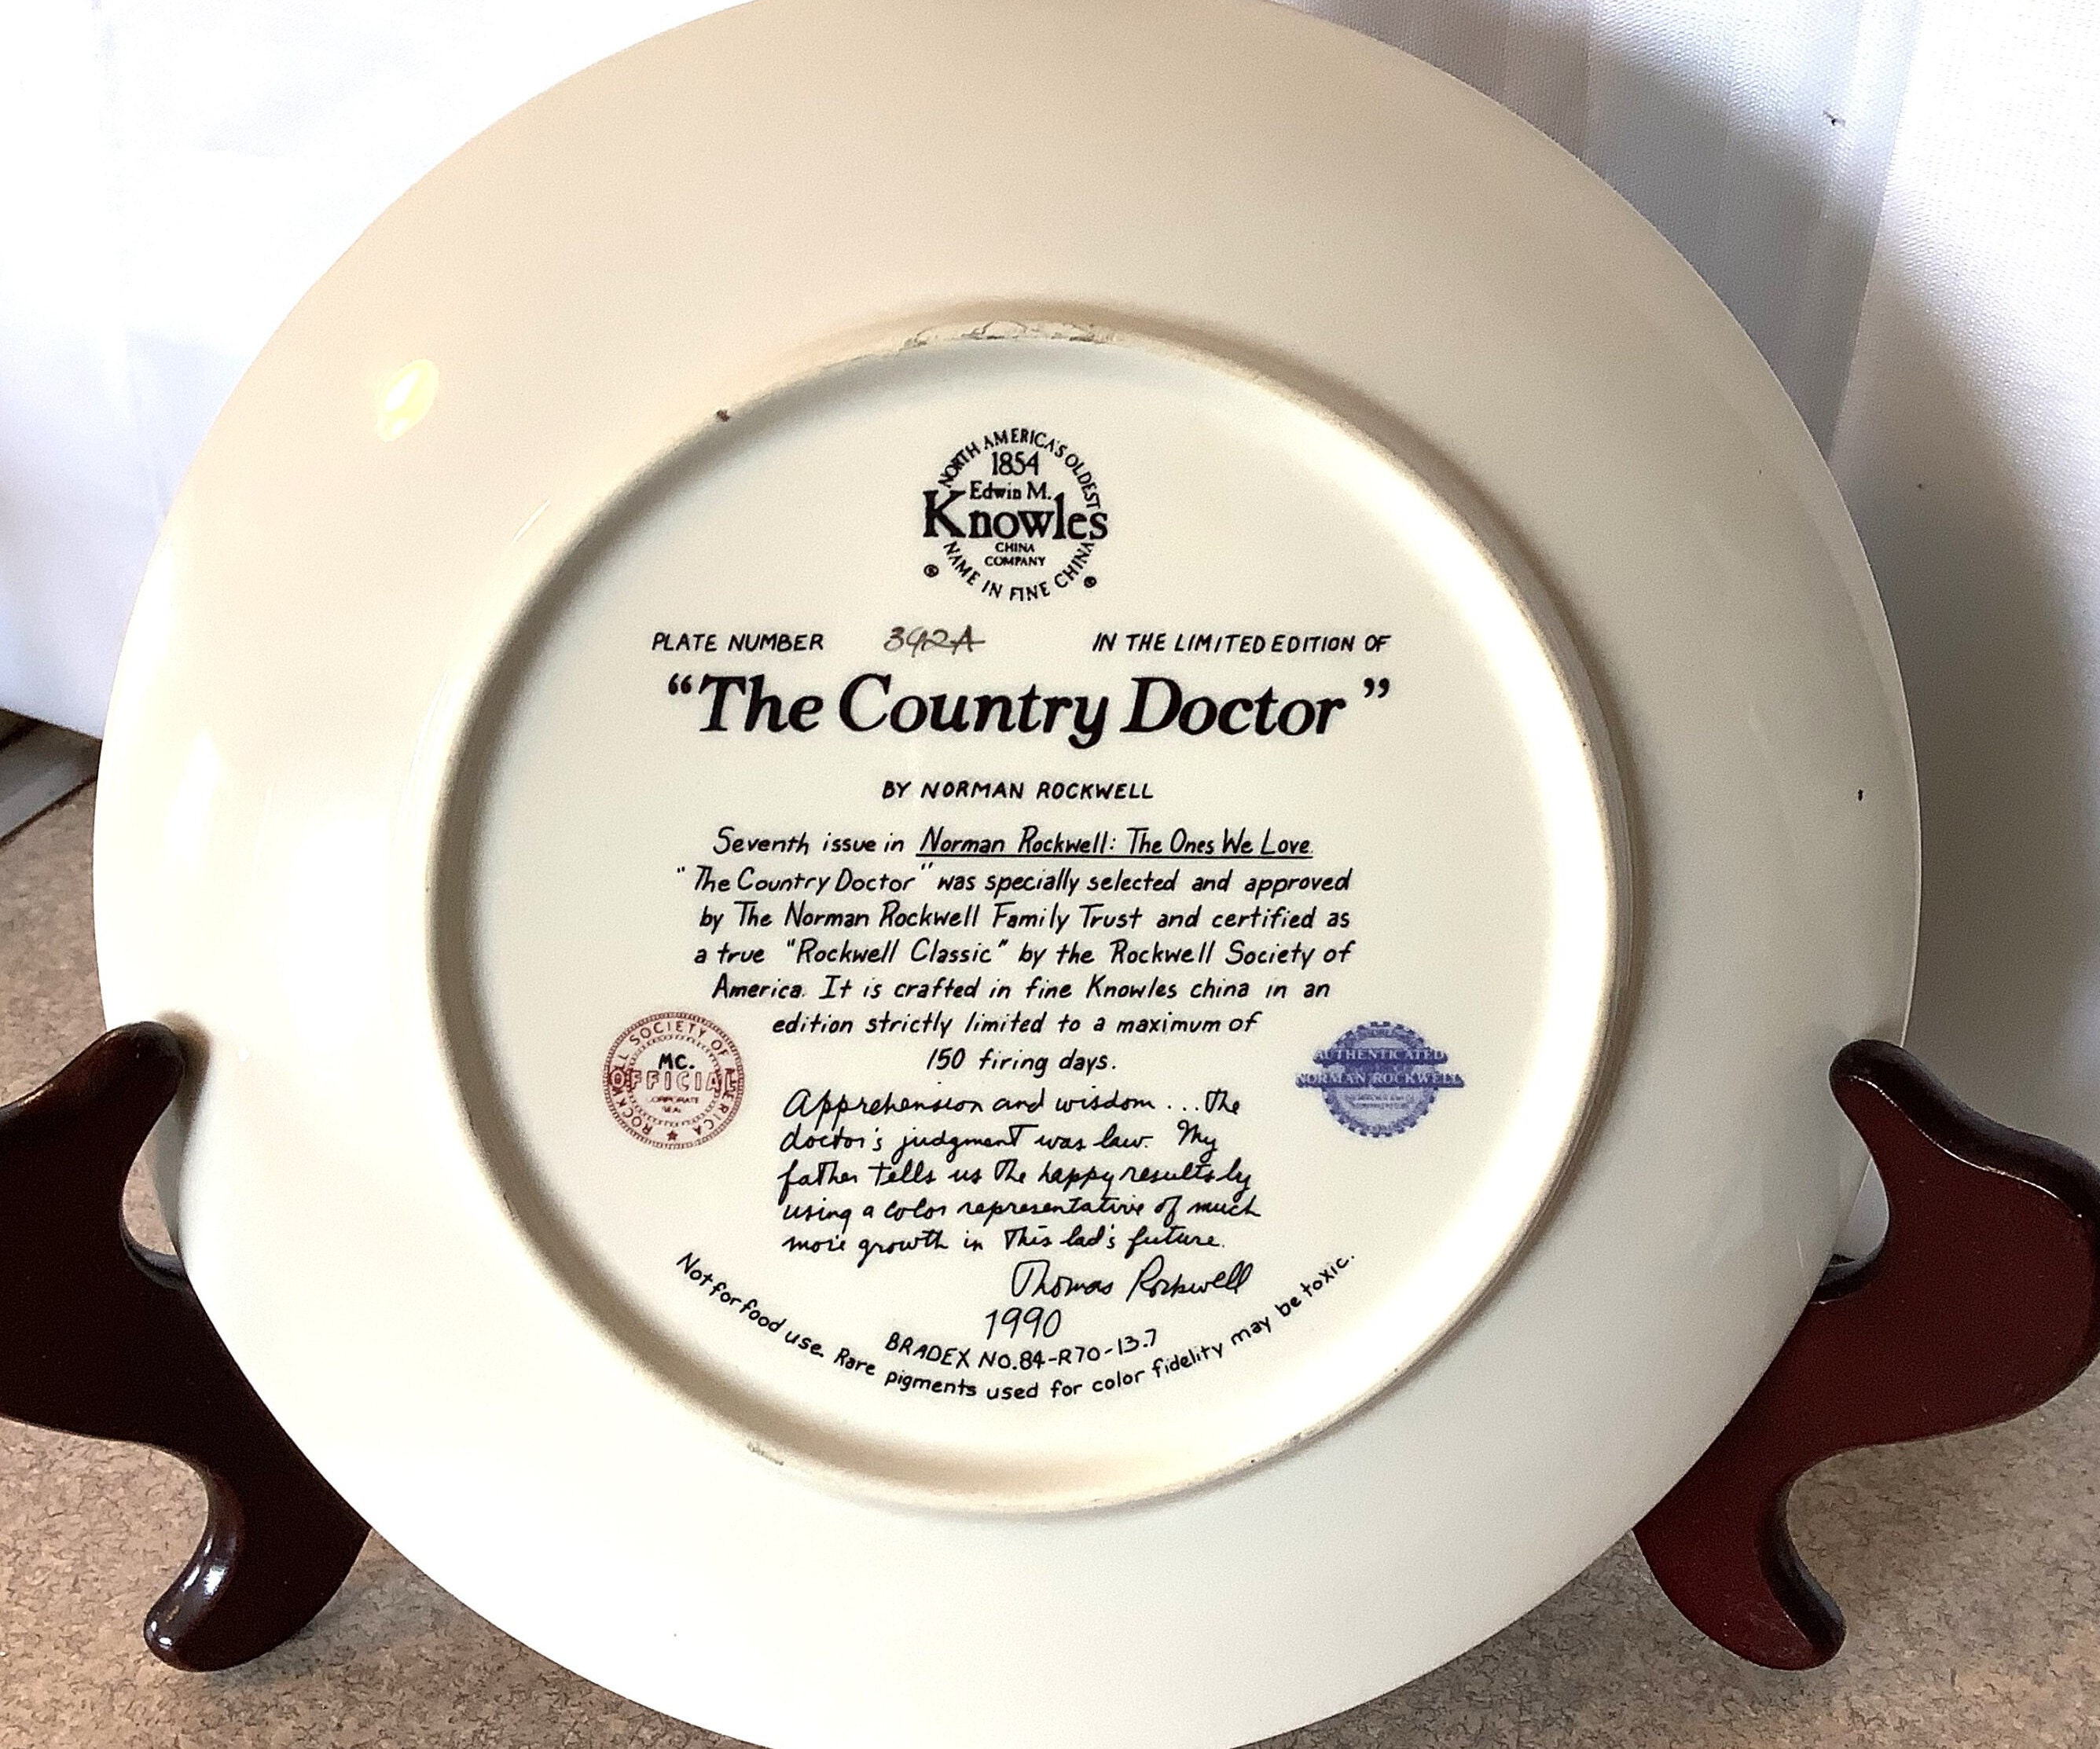 NORTH AMERICA'S OLDEST
1854
Edwin M.
Knowles
CHINA
COMPANY
NAME IN FINE CHINA
® ®
PLATE NUMBER 392A IN THE LIMITED EDITION OF
“The Country Doctor”
BY NORMAN ROCKWELL
Seventh issue in Norman Rockwell: The Ones We Love.
"The Country Doctor" was specially selected and approved
by The Norman Rockwell Family Trust and certified as
a true "Rockwell Classic" by the Rockwell Society of
America. It is crafted in fine Knowles china in an
edition strictly limited to a maximum of
150 firing days.
ROCKWELL SOCIETY OF AMERICA
MC.
OFFICIAL
CORPORATE
SEAL
AUTHENTICATED
NORMAN ROCKWELL
Apprehension and wisdom ... the
doctor's judgment was law. My
father tells us the happy results by
using a color representative of much
more growth in this lad's future.
Thomas Rockwell
1990
BRADEX NO. 84-R70-13.7
Not for food use. Rare pigments used for color fidelity may be toxic.